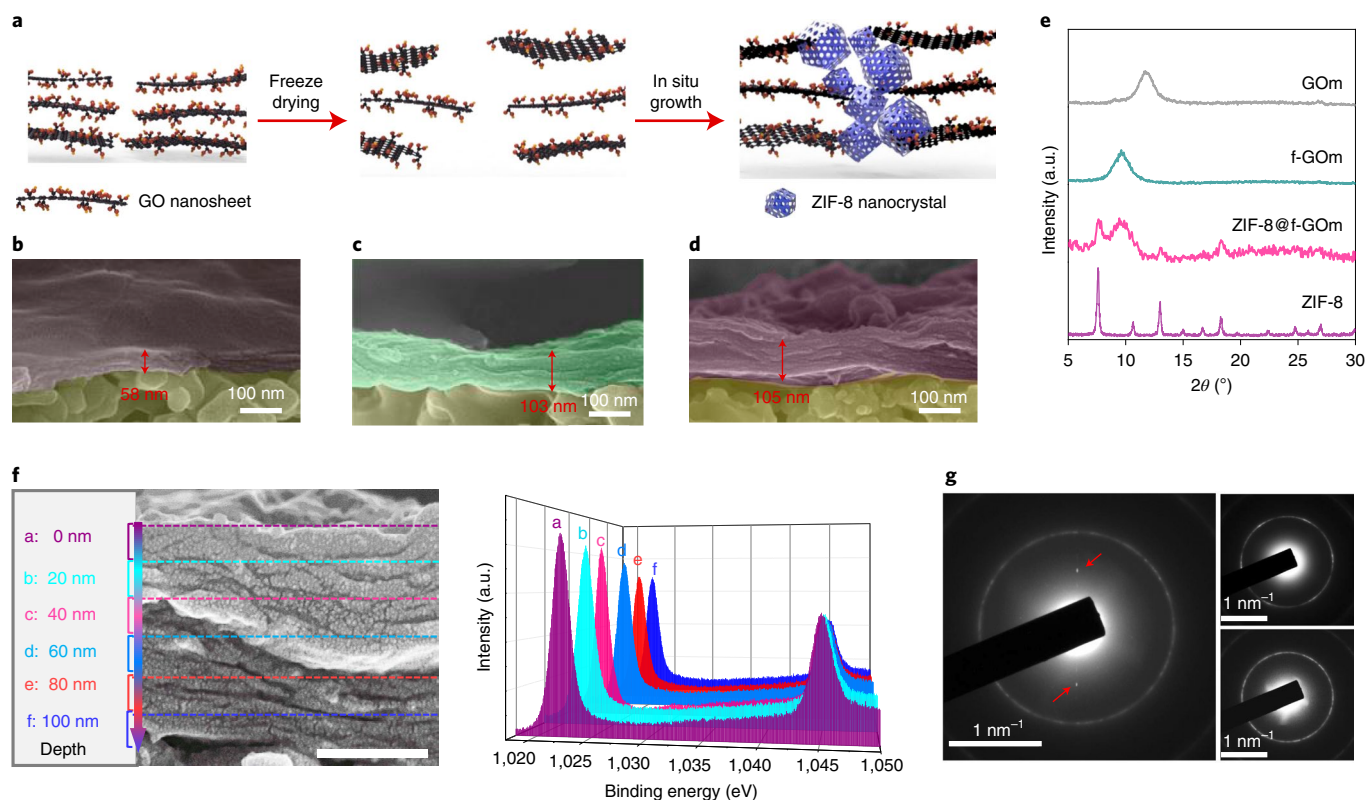 a
Freeze
drying
In situ
growth
GO nanosheet
ZIF-8 nanocrystal
b
58 nm
100 nm
c
103 nm
100 nm
d
105 nm
100 nm
e
Intensity (a.u.)
GOm
f-GOm
ZIF-8@f-GOm
ZIF-8
5 10 15 20 25 30
2θ (°)
f
a: 0 nm
b: 20 nm
c: 40 nm
d: 60 nm
e: 80 nm
f: 100 nm
Depth
Intensity (a.u.)
a b c d e f
1,020 1,025 1,030 1,035 1,040 1,045 1,050
Binding energy (eV)
g
1 nm⁻¹
1 nm⁻¹
1 nm⁻¹